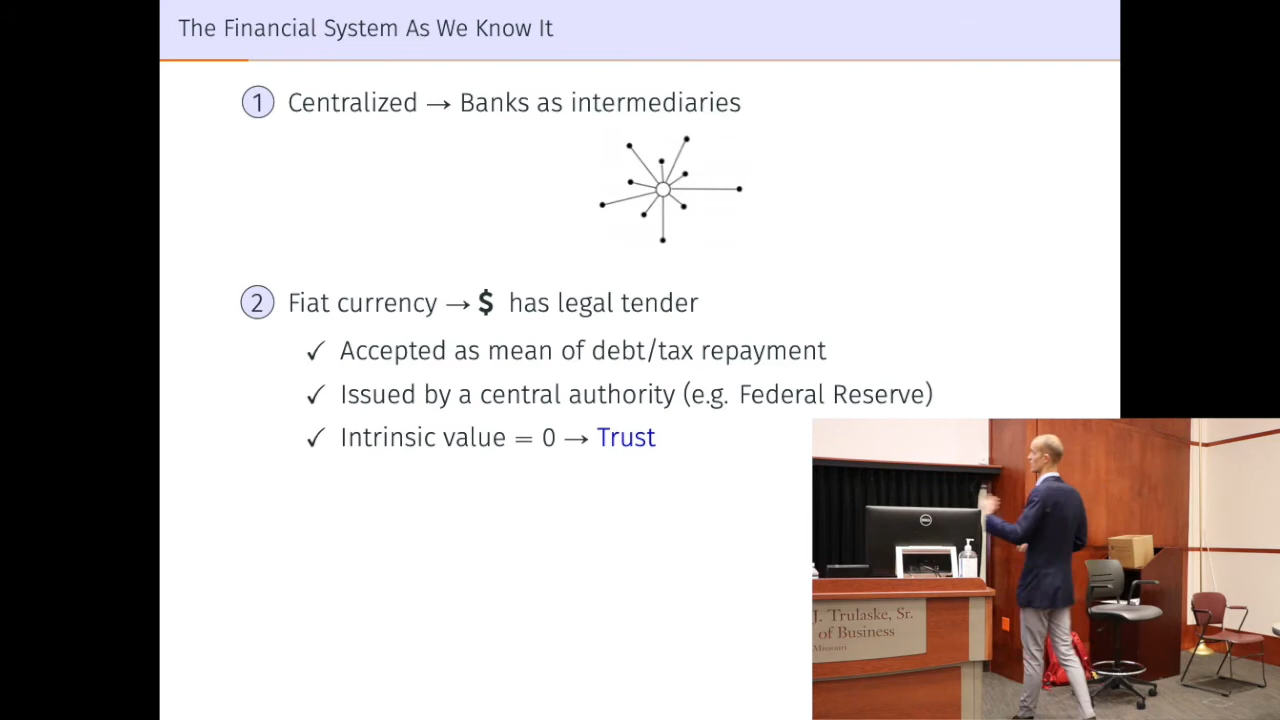 The Financial System As We Know It
1 Centralized → Banks as intermediaries
2 Fiat currency → $ has legal tender
✓ Accepted as mean of debt/tax repayment
✓ Issued by a central authority (e.g. Federal Reserve)
✓ Intrinsic value = 0 → Trust
DELL
J. Trulaske, Sr.
of Business
Missouri